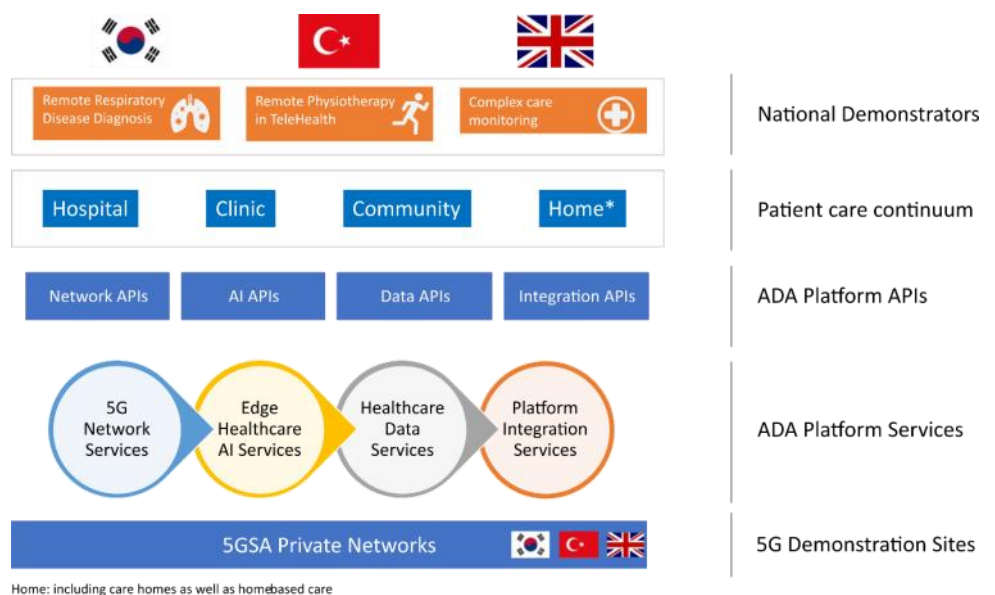 Remote Respiratory
Disease Diagnosis
Remote Physiotherapy
in TeleHealth
Complex care
monitoring
National Demonstrators
Hospital
Clinic
Community
Home*
Patient care continuum
Network APIs
AI APIs
Data APIs
Integration APIs
ADA Platform APIs
5G
Network
Services
Edge
Healthcare
AI Services
Healthcare
Data
Services
Platform
Integration
Services
ADA Platform Services
5GSA Private Networks
5G Demonstration Sites
Home: including care homes as well as homebased care